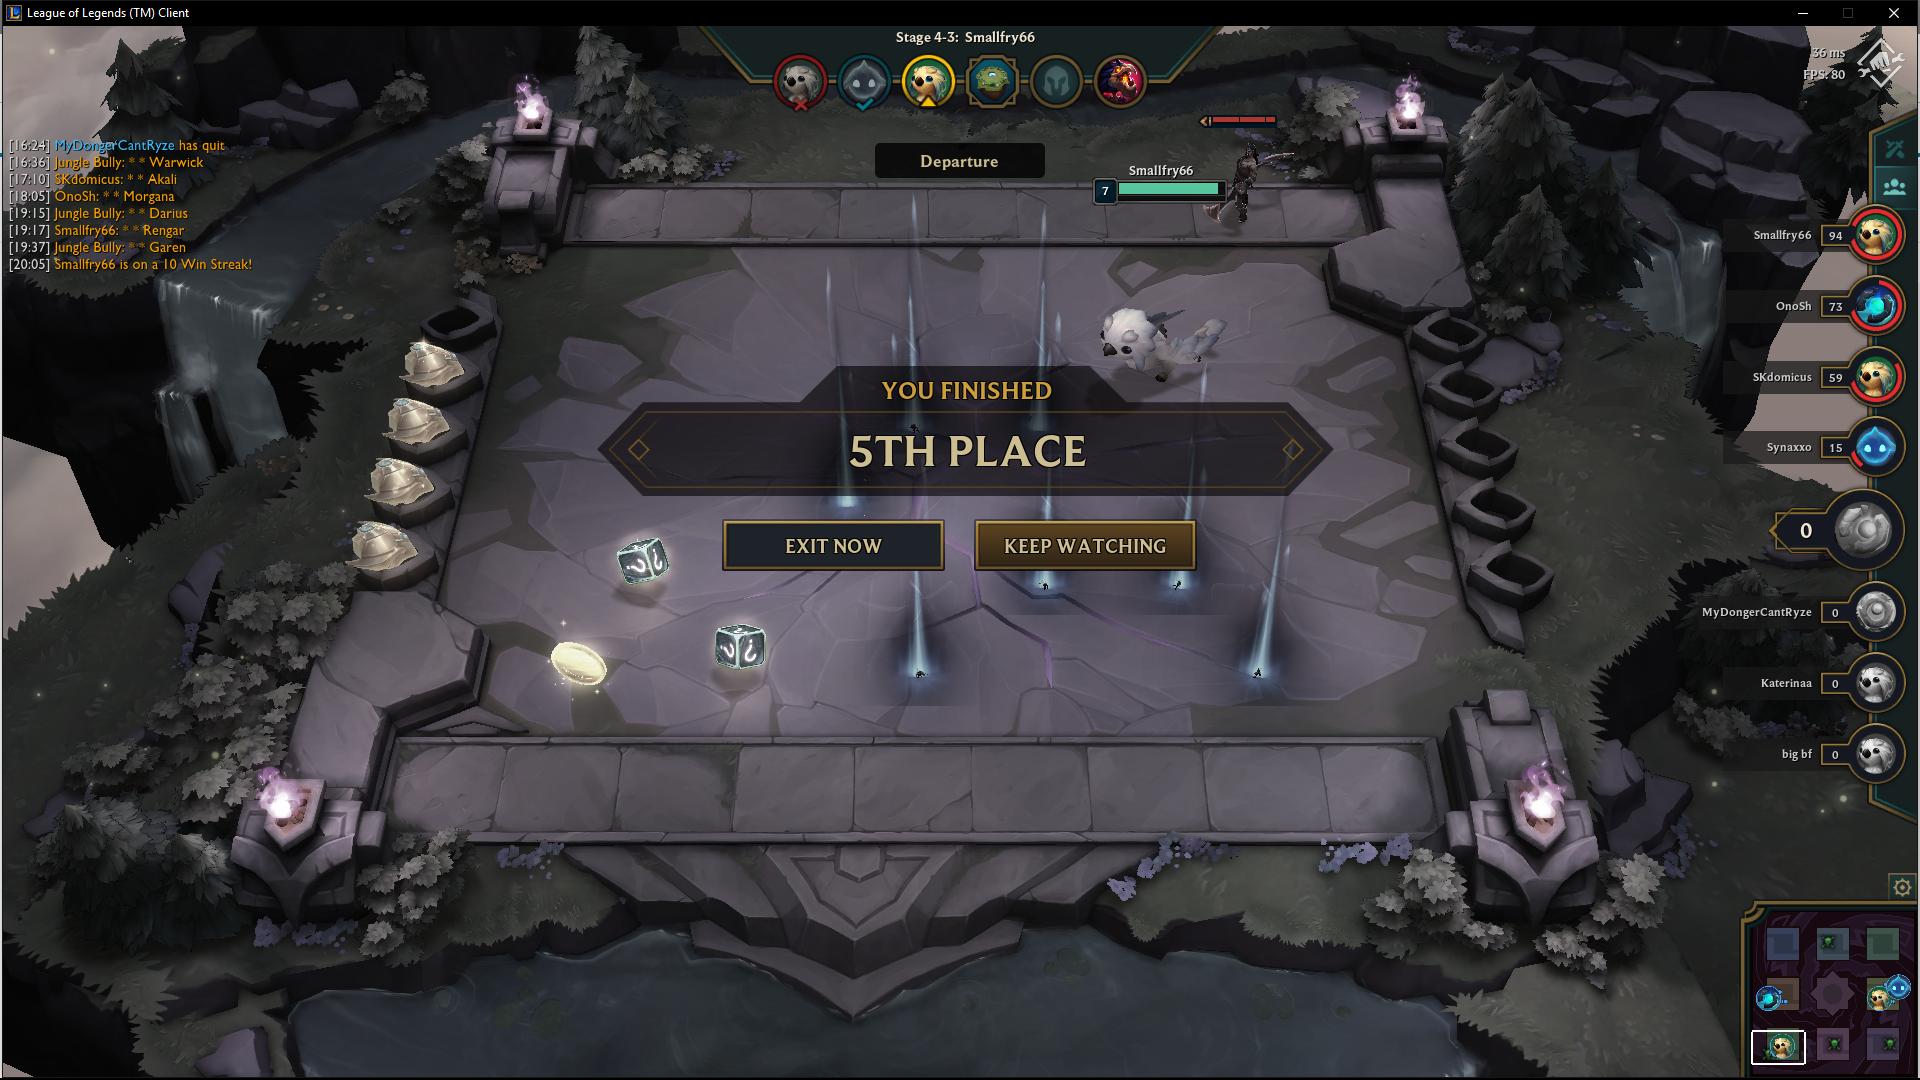 League of Legends (TM) Client
Stage 4-3: Smallfry66
36 ms
FPS: 80
[16:24] MyDongerCantRyze has quit
[16:36] Jungle Bully: * * Warwick
[17:10] SKdomicus: * * Akali
[18:05] OnoSh: * * Morgana
[19:15] Jungle Bully: * * Darius
[19:17] Smallfry66: * * Rengar
[19:37] Jungle Bully: * * Garen
[20:05] Smallfry66 is on a 10 Win Streak!
Departure
Smallfry66
7
Smallfry66 94
OnoSh 73
SKdomicus 59
Synaxxo 15
0
MyDongerCantRyze 0
Katerinaa 0
big bf 0
YOU FINISHED
5TH PLACE
EXIT NOW
KEEP WATCHING